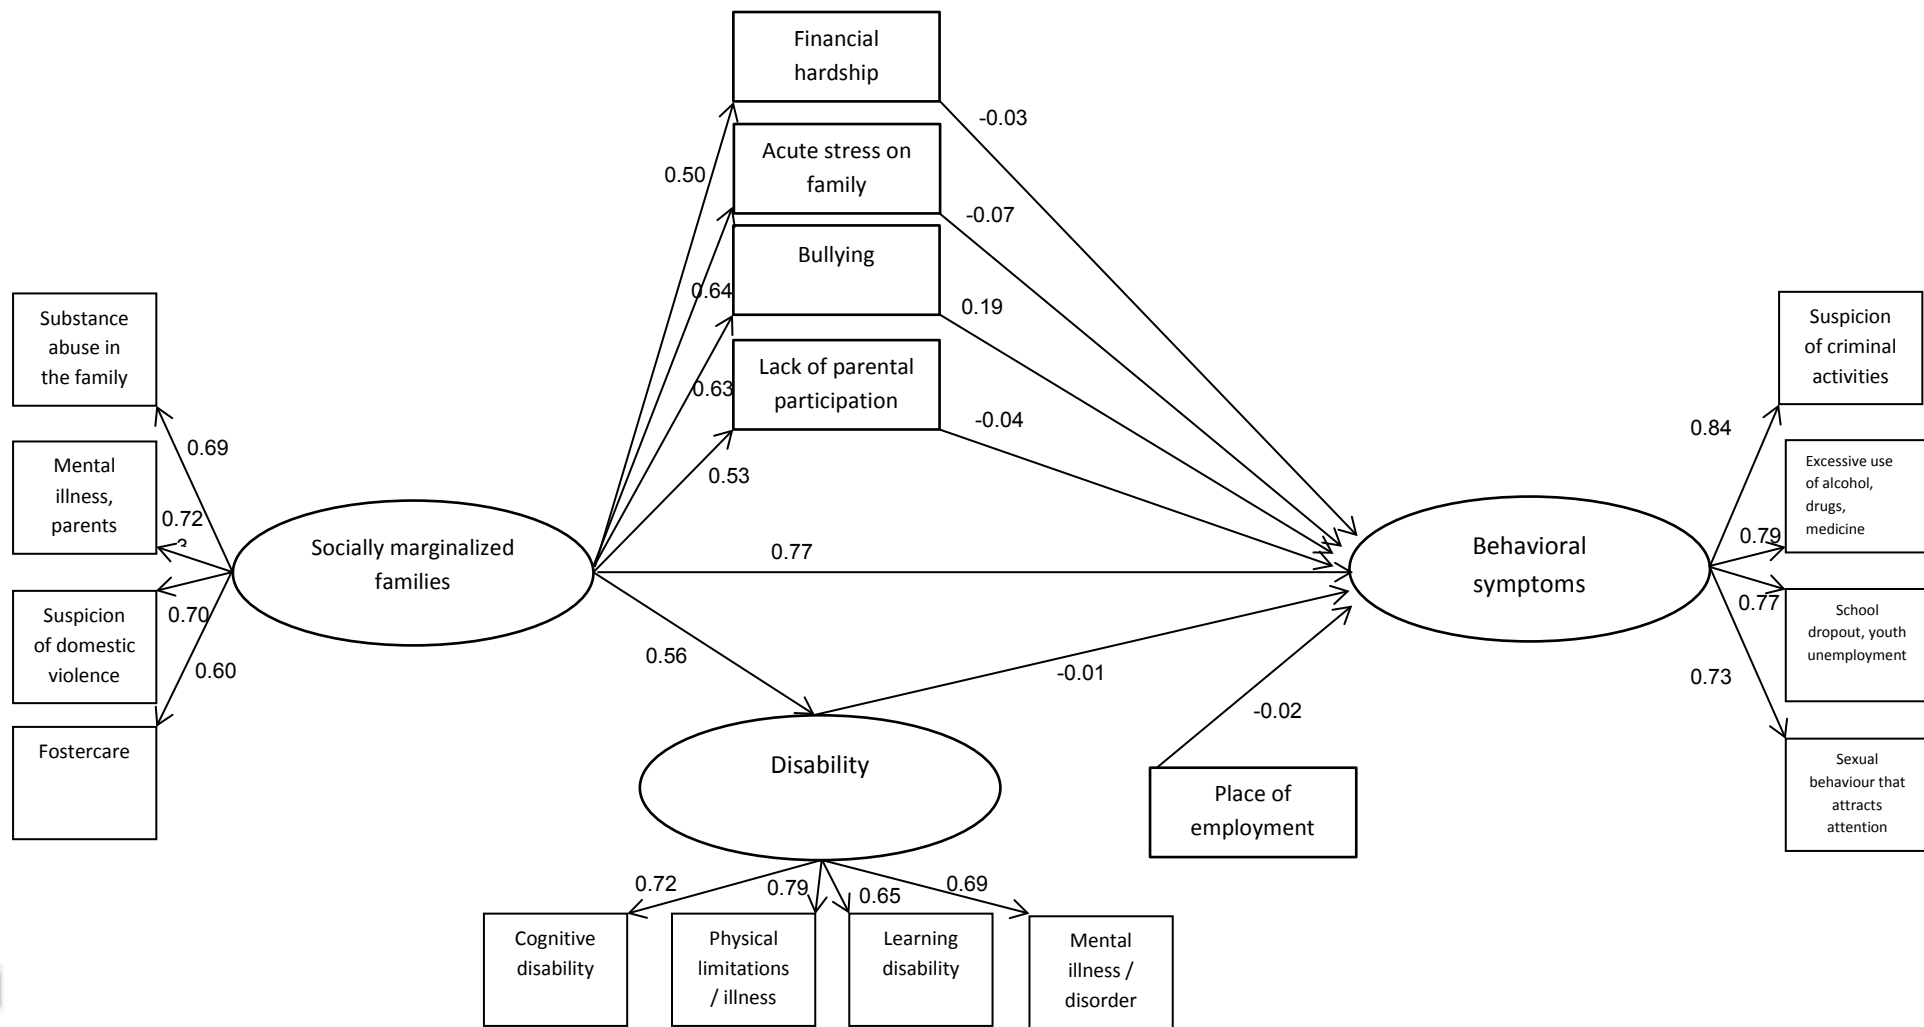 Financial
hardship
-0.03
Acute stress on
family
0.50
-0.07
Bullying
0.64
0.19
Lack of parental
participation
0.63
-0.04
0.53
Substance
abuse in
the family
0.69
Mental
illness,
parents
0.72
Suspicion
of domestic
violence
0.70
0.60
Fostercare
Socially marginalized
families
0.77
0.56
-0.01
-0.02
Behavioral
symptoms
Suspicion
of criminal
activities
0.84
Excessive use
of alcohol,
drugs,
medicine
0.79
0.77
School
dropout, youth
unemployment
0.73
Sexual
behaviour that
attracts
attention
Disability
Place of
employment
0.72
0.79
0.65
0.69
Cognitive
disability
Physical
limitations
/ illness
Learning
disability
Mental
illness /
disorder